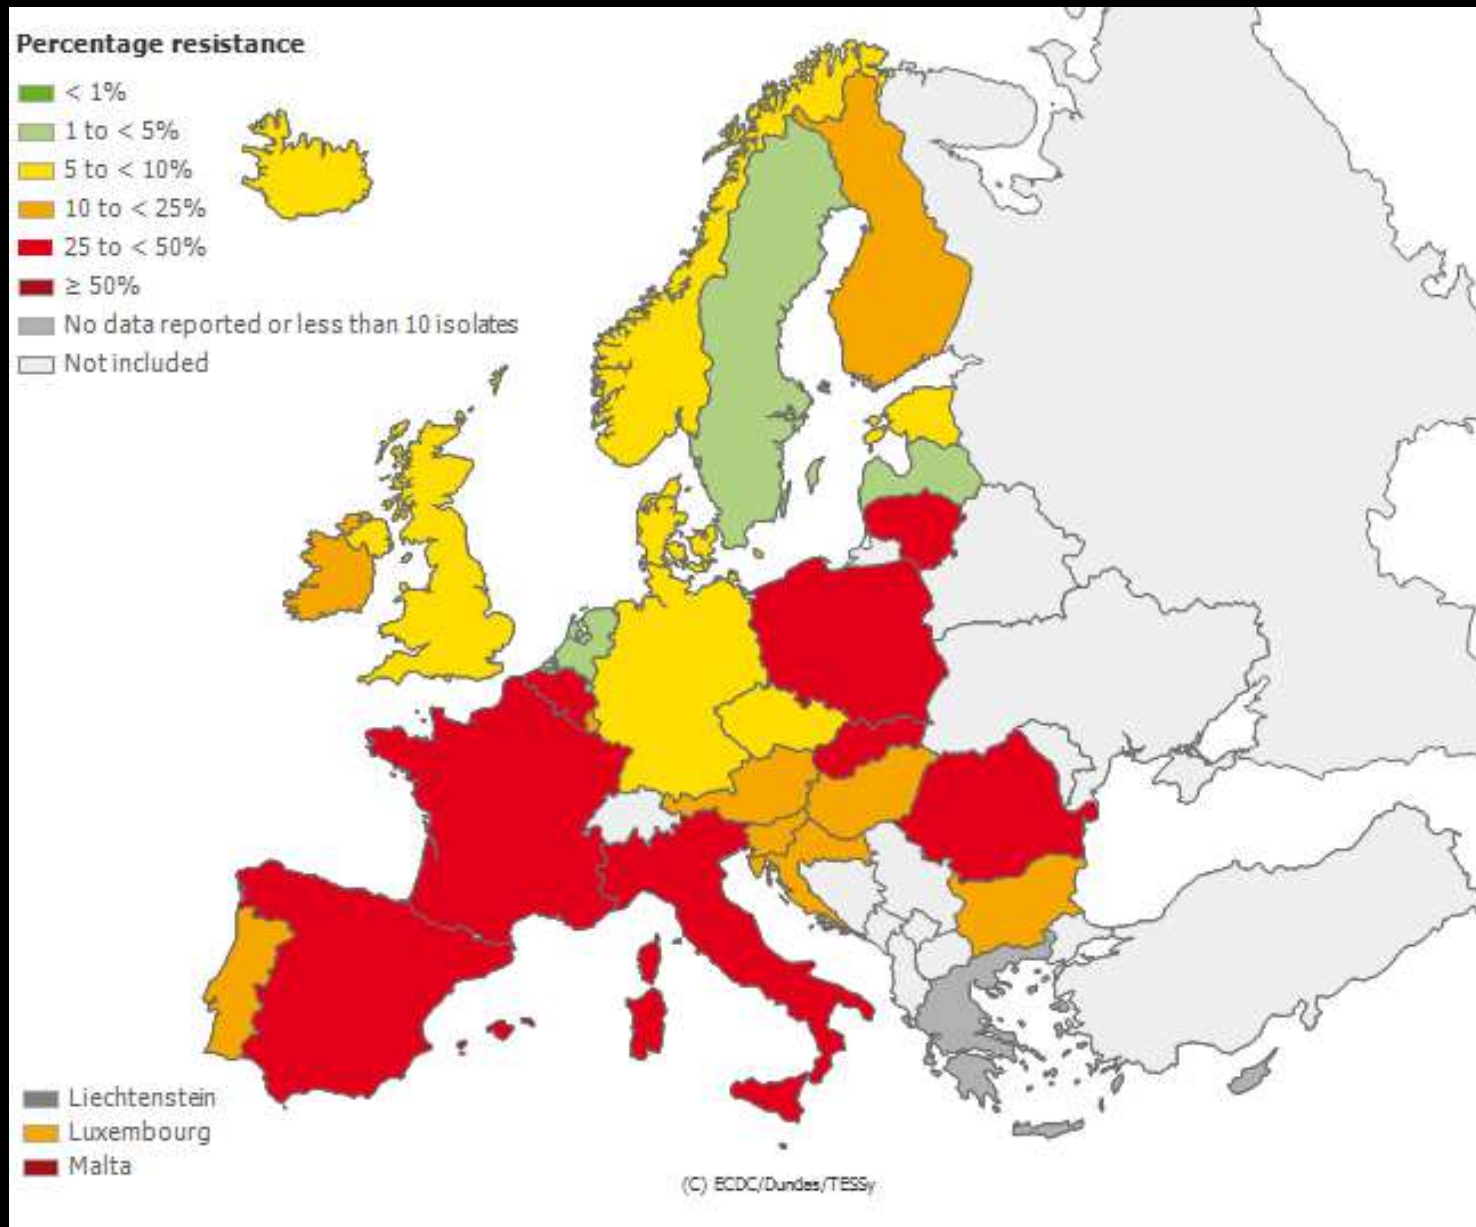 Percentage resistance
< 1%
1 to < 5%
5 to < 10%
10 to < 25%
25 to < 50%
≥ 50%
No data reported or less than 10 isolates
Not included
Liechtenstein
Luxembourg
Malta
(C) ECDC/Dundas/TESSy